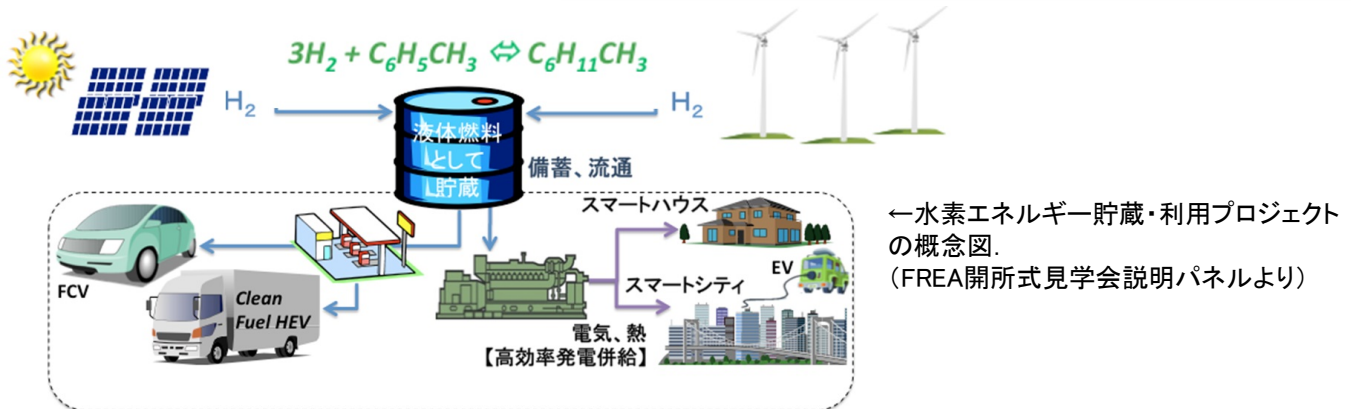 3H₂ + C₆H₅CH₃ ⇔ C₆H₁₁CH₃
H₂
H₂
液体燃料
として
貯蔵
備蓄、流通
スマートハウス
FCV
Clean
Fuel HEV
EV
スマートシティ
電気、熱
【高効率発電併給】
←水素エネルギー貯蔵・利用プロジェクト
の概念図.
（FREA開所式見学会説明パネルより）